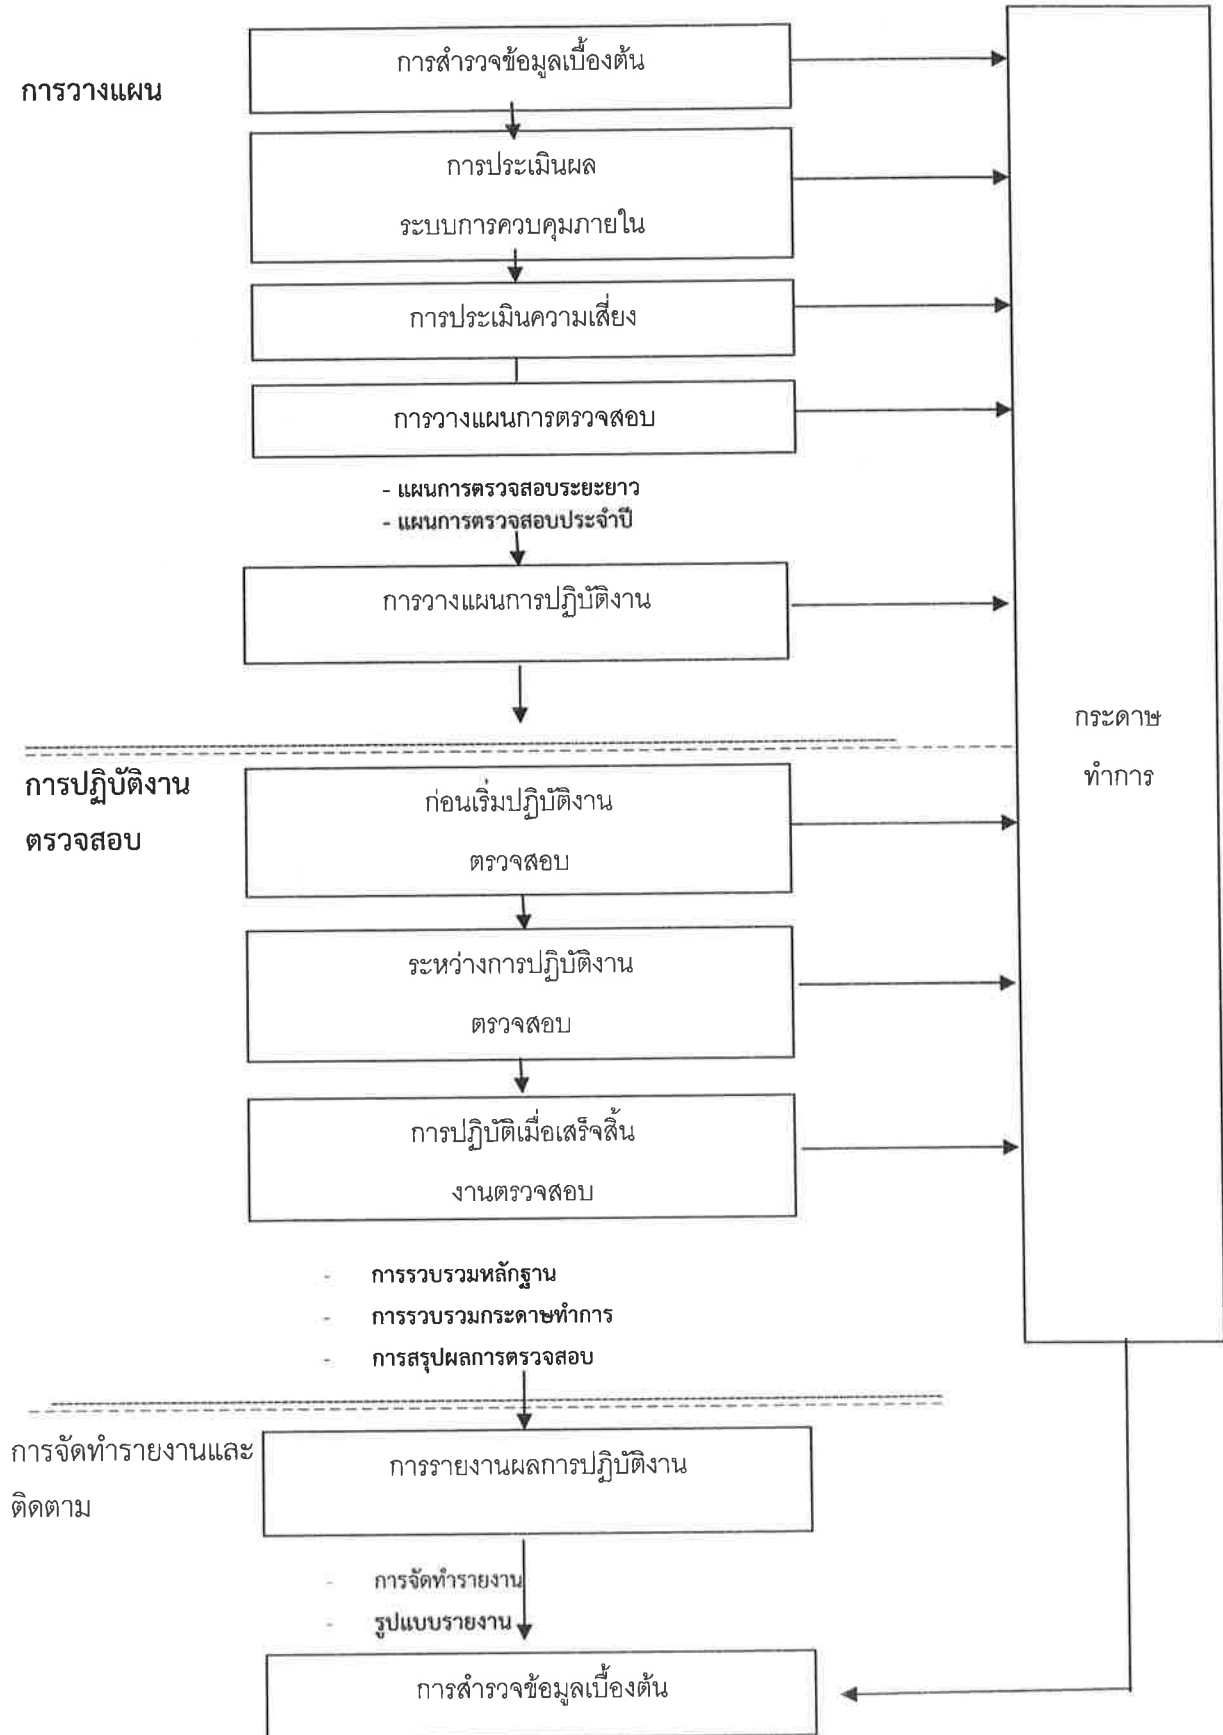 การวางแผน
การสำรวจข้อมูลเบื้องต้น
การประเมินผล
ระบบการควบคุมภายใน
การประเมินความเสี่ยง
การวางแผนการตรวจสอบ
- แผนการตรวจสอบระยะยาว
- แผนการตรวจสอบประจำปี
การวางแผนการปฏิบัติงาน
กระดาษ
ทำการ
การปฏิบัติงาน
ตรวจสอบ
ก่อนเริ่มปฏิบัติงาน
ตรวจสอบ
ระหว่างการปฏิบัติงาน
ตรวจสอบ
การปฏิบัติเมื่อเสร็จสิ้น
งานตรวจสอบ
- การรวบรวมหลักฐาน
- การรวบรวมกระดาษทำการ
- การสรุปผลการตรวจสอบ
การจัดทำรายงานและ
ติดตาม
การรายงานผลการปฏิบัติงาน
- การจัดทำรายงาน
- รูปแบบรายงาน
การสำรวจข้อมูลเบื้องต้น